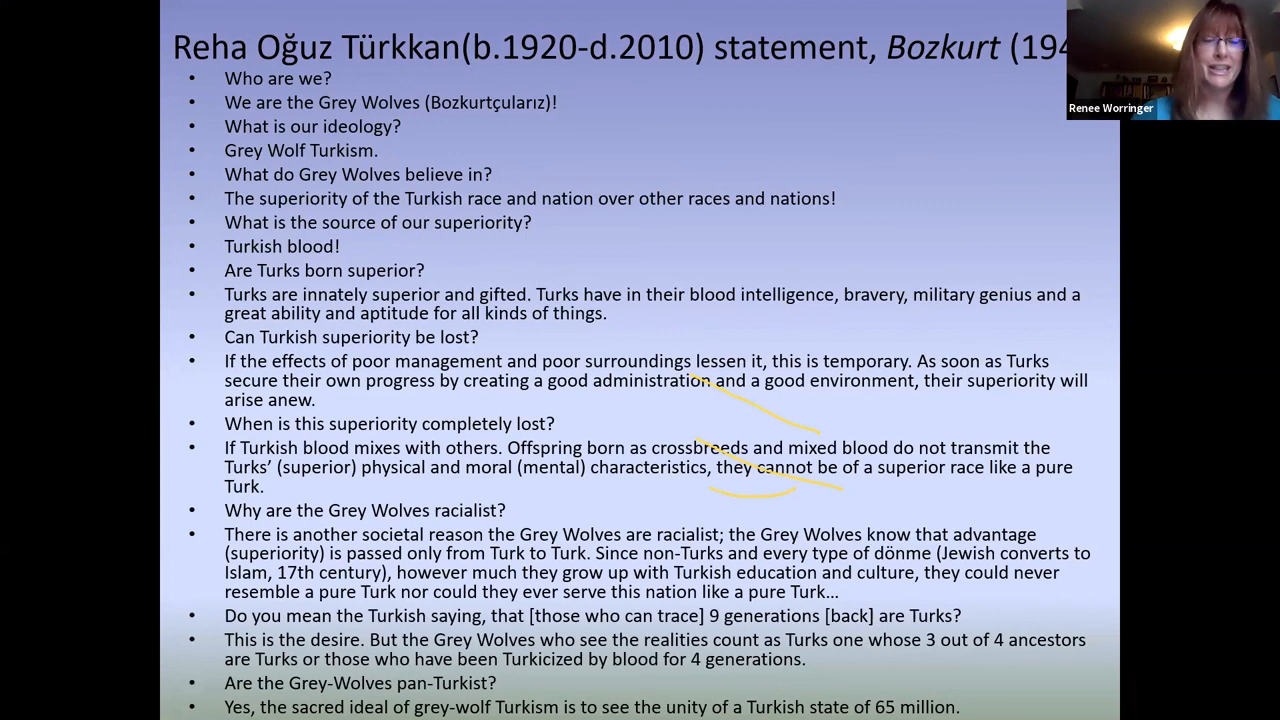 Reha Oğuz Türkkan(b.1920-d.2010) statement, Bozkurt (194
Renee Worringer
• Who are we?
• We are the Grey Wolves (Bozkurtçularız)!
• What is our ideology?
• Grey Wolf Turkism.
• What do Grey Wolves believe in?
• The superiority of the Turkish race and nation over other races and nations!
• What is the source of our superiority?
• Turkish blood!
• Are Turks born superior?
• Turks are innately superior and gifted. Turks have in their blood intelligence, bravery, military genius and a
great ability and aptitude for all kinds of things.
• Can Turkish superiority be lost?
• If the effects of poor management and poor surroundings lessen it, this is temporary. As soon as Turks
secure their own progress by creating a good administration and a good environment, their superiority will
arise anew.
• When is this superiority completely lost?
• If Turkish blood mixes with others. Offspring born as crossbreeds and mixed blood do not transmit the
Turks’ (superior) physical and moral (mental) characteristics, they cannot be of a superior race like a pure
Turk.
• Why are the Grey Wolves racialist?
• There is another societal reason the Grey Wolves are racialist; the Grey Wolves know that advantage
(superiority) is passed only from Turk to Turk. Since non-Turks and every type of dönme (Jewish converts to
Islam, 17th century), however much they grow up with Turkish education and culture, they could never
resemble a pure Turk nor could they ever serve this nation like a pure Turk…
• Do you mean the Turkish saying, that [those who can trace] 9 generations [back] are Turks?
• This is the desire. But the Grey Wolves who see the realities count as Turks one whose 3 out of 4 ancestors
are Turks or those who have been Turkicized by blood for 4 generations.
• Are the Grey-Wolves pan-Turkist?
• Yes, the sacred ideal of grey-wolf Turkism is to see the unity of a Turkish state of 65 million.